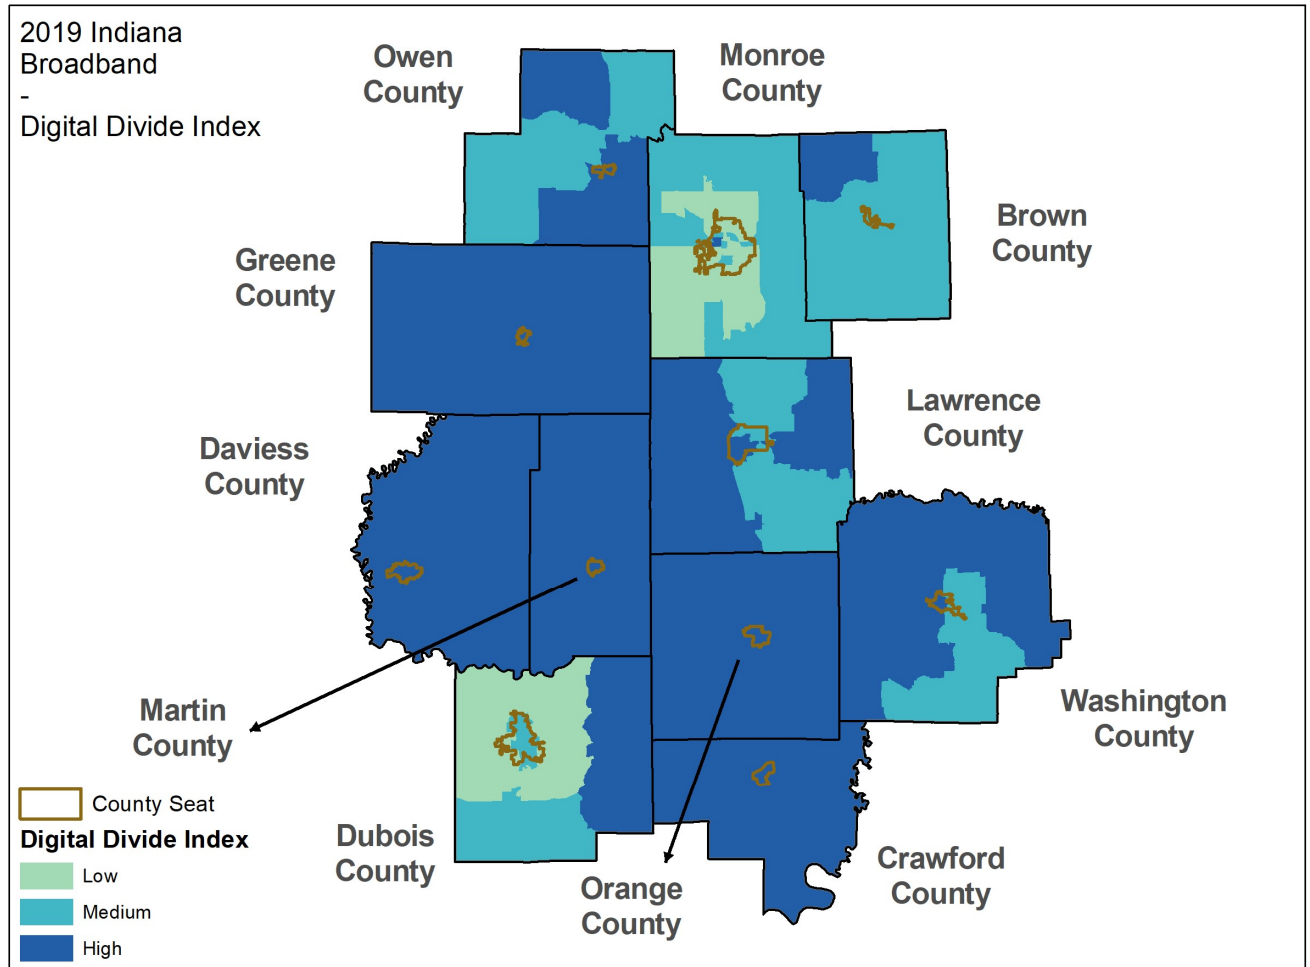 2019 Indiana
Broadband
-
Digital Divide Index
Owen
County
Monroe
County
Brown
County
Greene
County
Lawrence
County
Daviess
County
Martin
County
Washington
County
County Seat
Digital Divide Index
Low
Medium
High
Dubois
County
Orange
County
Crawford
County